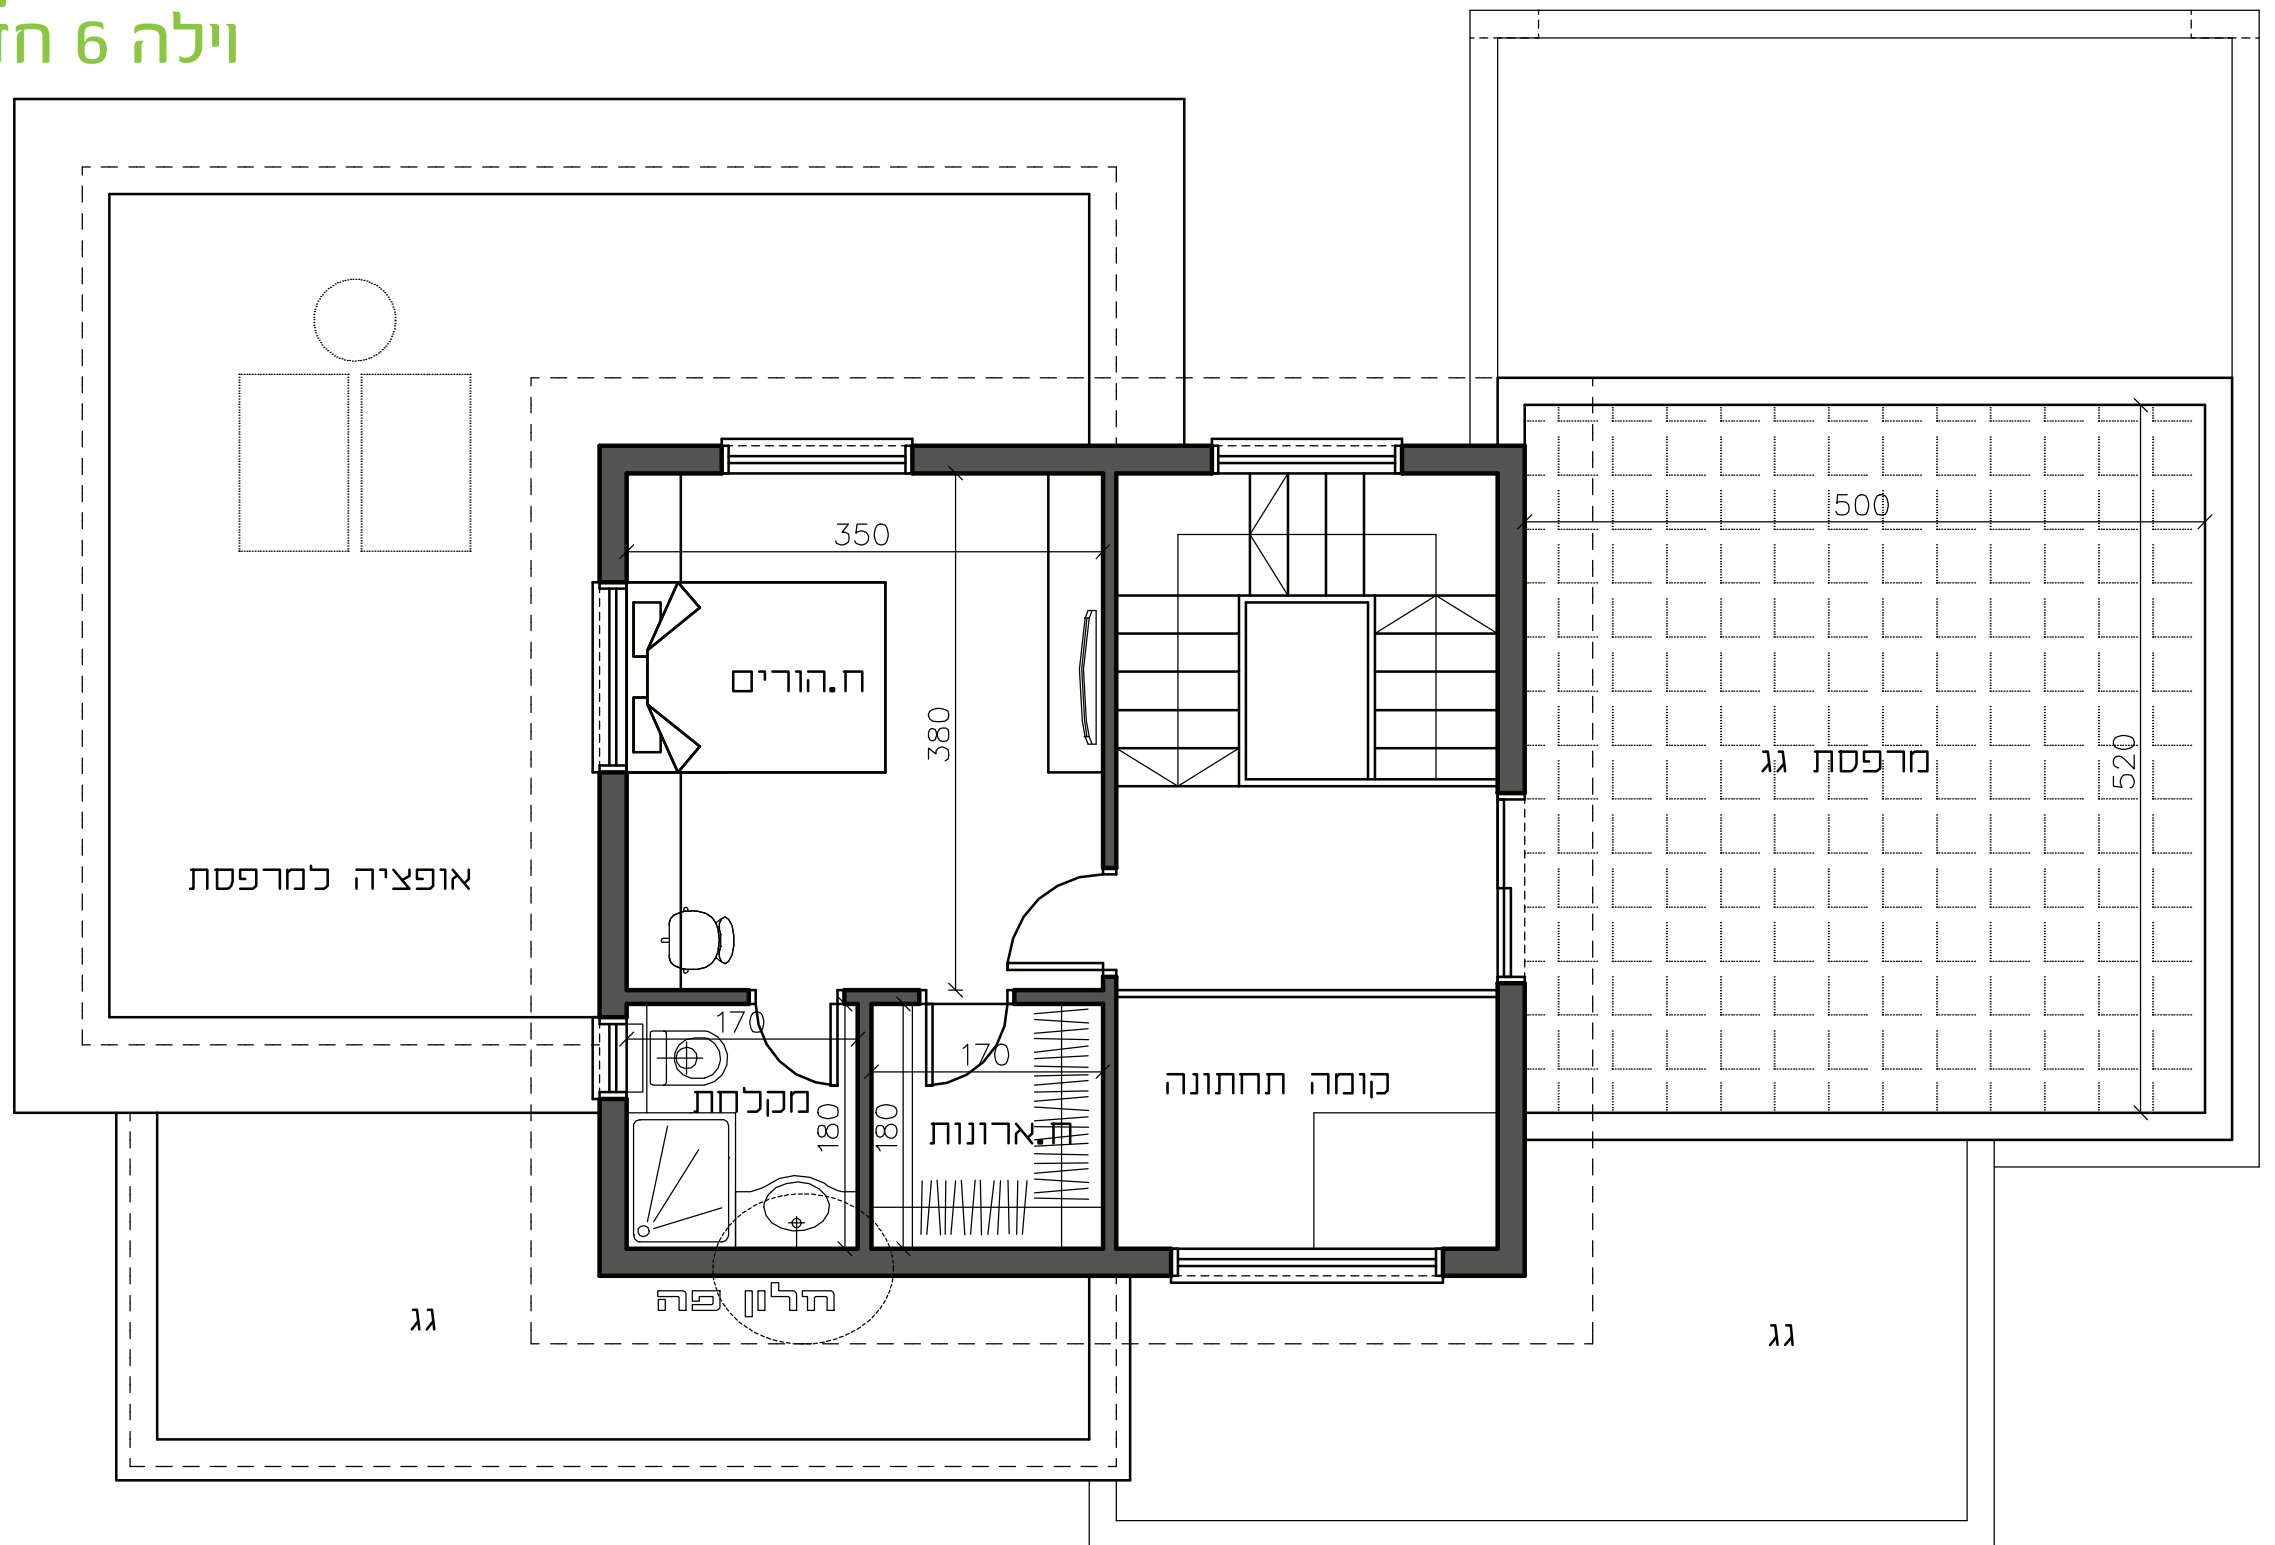 וילה 6
350
500
ח.הורים
380
מרפסת גג
520
אופציה למרפסת
170
170
מקלחת
קומה תחתונה
180
180
ח.ארונות
חלון פה
גג
גג